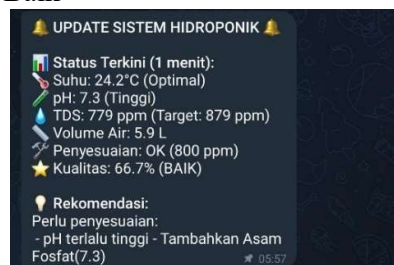 🔔 UPDATE SISTEM HIDROPONIK 🔔
📊 Status Terkini (1 menit):
🌡️ Suhu: 24.2°C (Optimal)
🧪 pH: 7.3 (Tinggi)
💧 TDS: 779 ppm (Target: 879 ppm)
📏 Volume Air: 5.9 L
🛠️ Penyesuaian: OK (800 ppm)
⭐ Kualitas: 66.7% (BAIK)
💡 Rekomendasi:
Perlu penyesuaian:
- pH terlalu tinggi - Tambahkan Asam
Fosfat(7.3) 05:57